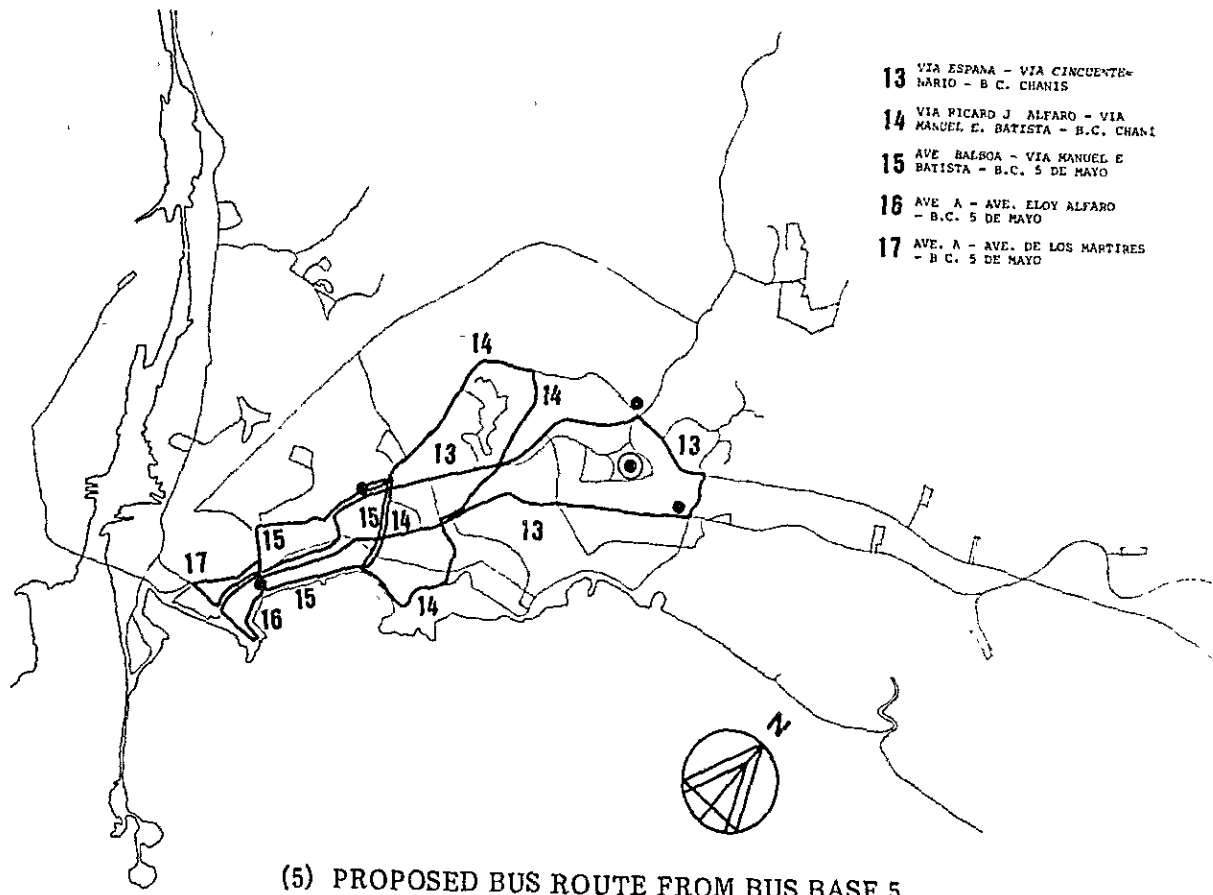 13 VIA ESPANA - VIA CINCUENTE-
NARIO - B C. CHANIS
14 VIA RICARD J ALFARO - VIA
MANUEL E. BATISTA - B.C. CHANI
15 AVE BALBOA - VIA MANUEL E
BATISTA - B.C. 5 DE MAYO
16 AVE A - AVE. ELOY ALFARO
- B.C. 5 DE MAYO
17 AVE. A - AVE. DE LOS MARTIRES
- B C. 5 DE MAYO
14
14
13
13
15
15
14
13
17
15
16
14
N
(5) PROPOSED BUS ROUTE FROM BUS BASE 5